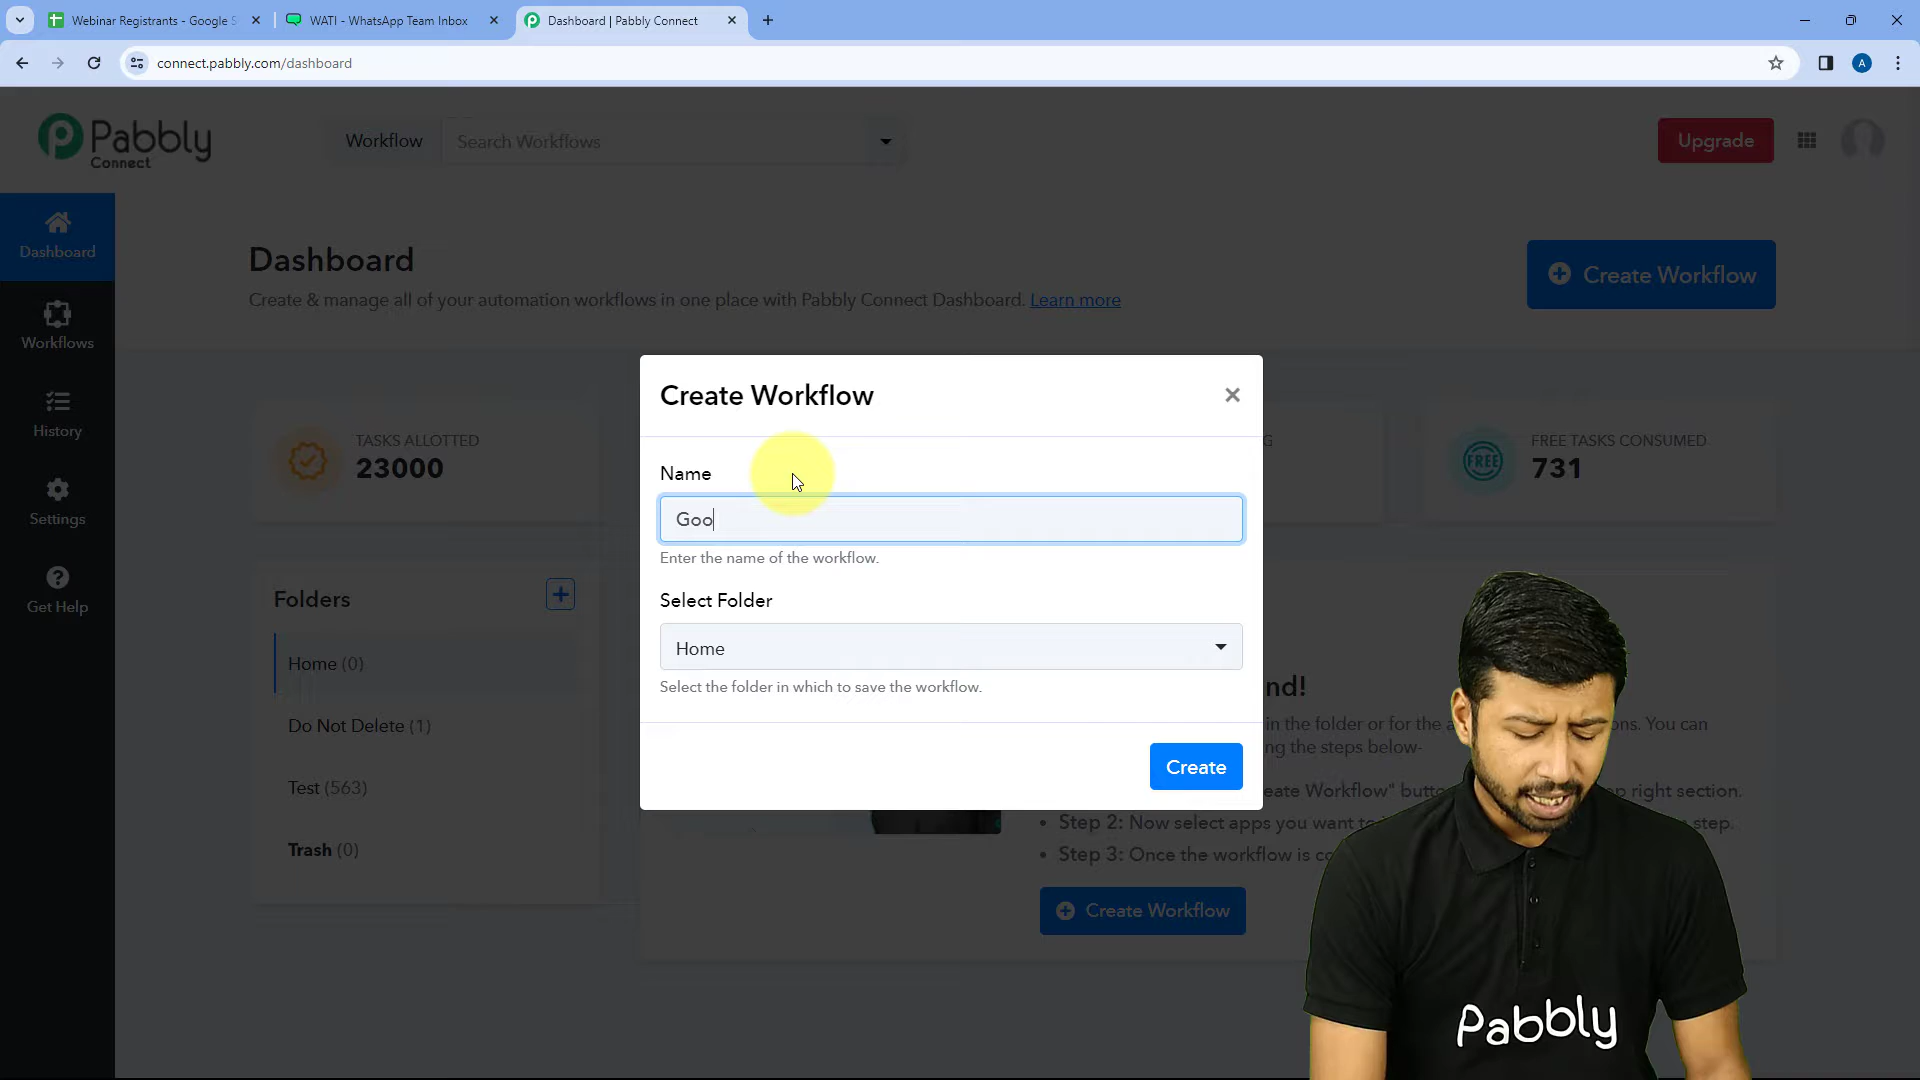 Webinar Registrants - Google S
WATI - WhatsApp Team Inbox
Dashboard | Pabbly Connect
connect.pabbly.com/dashboard
A
Pabbly
Connect
Workflow
Search Workflows
Upgrade
Dashboard
Workflows
History
Settings
Get Help
Dashboard
Create & manage all of your automation workflows in one place with Pabbly Connect Dashboard. Learn more
Create Workflow
TASKS ALLOTTED
23000
G
FREE
FREE TASKS CONSUMED
731
Folders
Home (0)
Do Not Delete (1)
Test (563)
Trash (0)
Create Workflow
Name
Goo
Enter the name of the workflow.
Select Folder
Home
Select the folder in which to save the workflow.
Create
nd!
in the folder or for the a ons. You can
ng the steps below-
eate Workflow" butto p right section.
Step 2: Now select apps you want to step.
Step 3: Once the workflow is co
Create Workflow
Pabbly